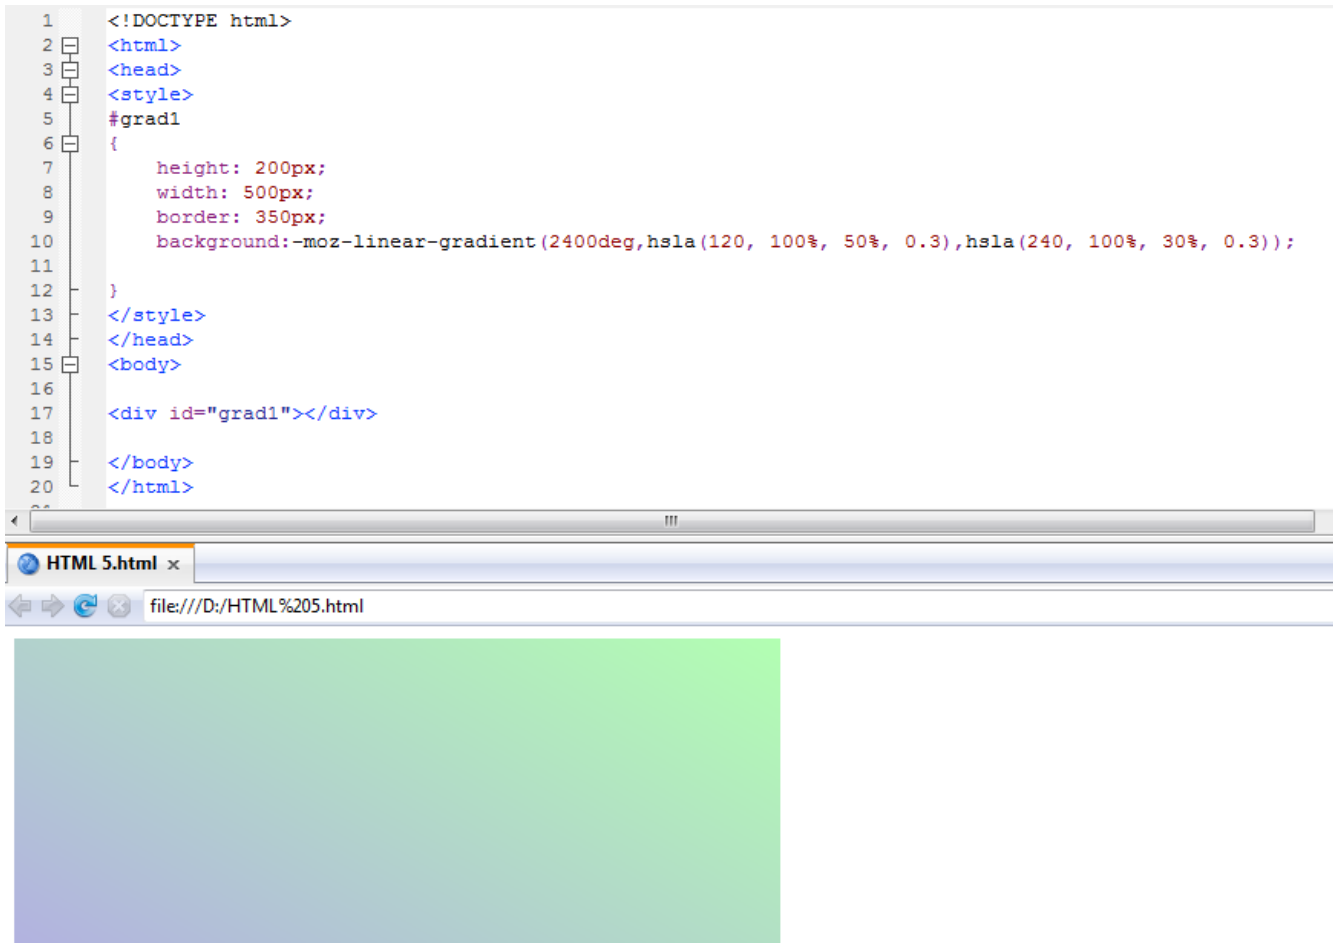 1 <!DOCTYPE html>
2 <html>
3 <head>
4 <style>
5 #grad1
6 {
7 height: 200px;
8 width: 500px;
9 border: 350px;
10 background:-moz-linear-gradient(2400deg,hsla(120, 100%, 50%, 0.3),hsla(240, 100%, 30%, 0.3));
11
12 }
13 </style>
14 </head>
15 <body>
16
17 <div id="grad1"></div>
18
19 </body>
20 </html>
HTML 5.html x
file:///D:/HTML%205.html